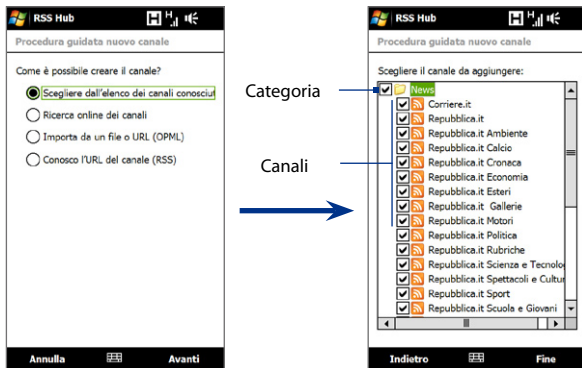 RSS Hub
Procedura guidata nuovo canale
Come è possibile creare il canale?
Scegliere dall'elenco dei canali conosciut
Ricerca online dei canali
Importa da un file o URL (OPML)
Conosco l'URL del canale (RSS)
Annulla
Avanti
Categoria
Canali
RSS Hub
Procedura guidata nuovo canale
Scegliere il canale da aggiungere:
News
Corriere.it
Repubblica.it
Repubblica.it Ambiente
Repubblica.it Calcio
Repubblica.it Cronaca
Repubblica.it Economia
Repubblica.it Esteri
Repubblica.it Gallerie
Repubblica.it Motori
Repubblica.it Politica
Repubblica.it Rubriche
Repubblica.it Scienza e Tecnolo
Repubblica.it Spettacoli e Cultur
Repubblica.it Sport
Repubblica.it Scuola e Giovani
Indietro
Fine